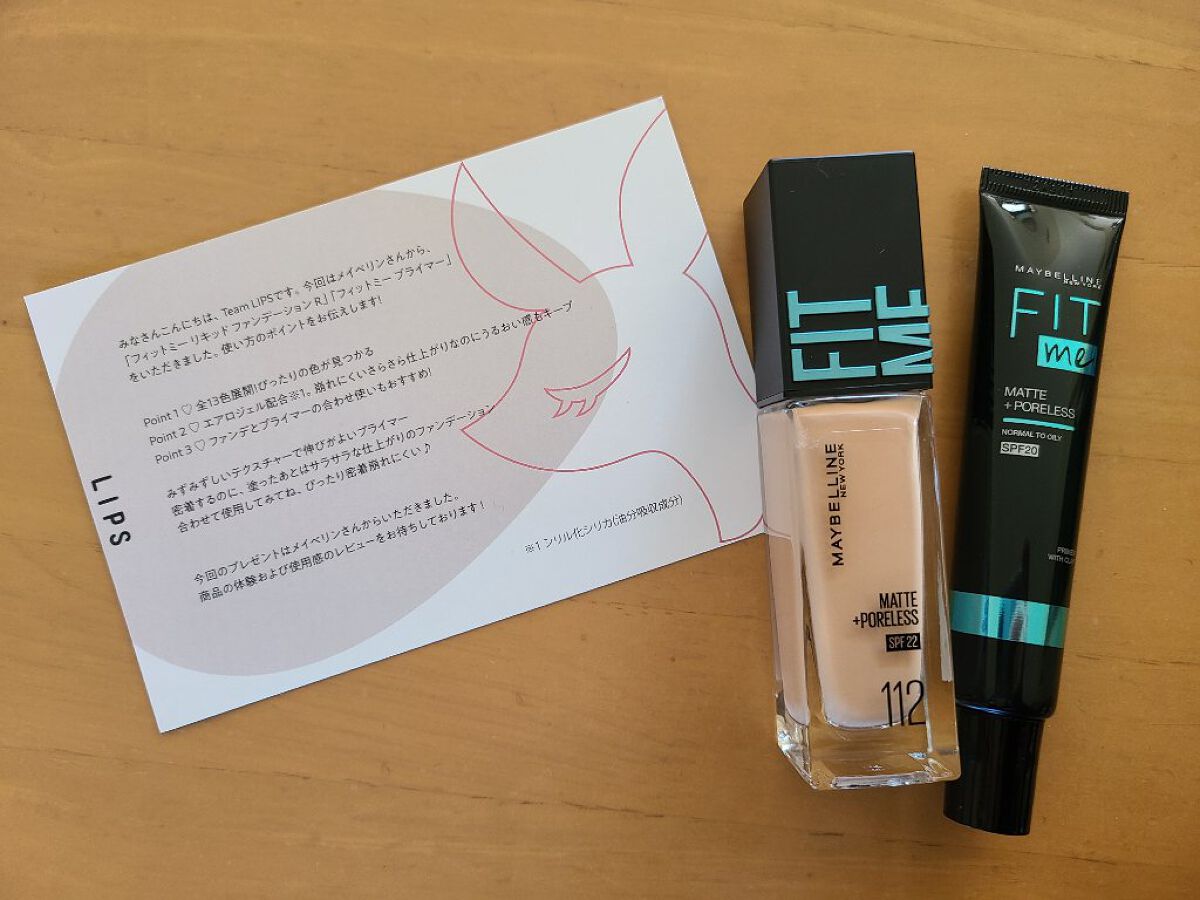 みなさんこんにちは、Team LIPSです。今回はメイベリンさんから、
「フィットミー リキッド ファンデーション R」「フィットミー プライマー」
をいただきました。使い方のポイントをお伝えします!
Point 1 ♡ 全13色展開!ぴったりの色が見つかる
Point 2 ♡ エアロジェル配合※1。崩れにくいさらさら仕上がりなのにうるおい感もキープ
Point 3 ♡ ファンデとプライマーの合わせ使いもおすすめ!
みずみずしいテクスチャーで伸びがよいプライマー
密着するのに、塗ったあとはサラサラな仕上がりのファンデーション
合わせて使用してみてね、ぴったり密着崩れにくい♪
今回のプレゼントはメイベリンさんからいただきました。
商品の体験および使用感のレビューをお待ちしております!
※1 シリル化シリカ(油分吸収成分)
LIPS
FIT
ME
MAYBELLINE
NEW YORK
MATTE
+PORELESS
SPF 22
112
MAYBELLINE
NEW YORK
FIT
me
MATTE
+PORELESS
NORMAL TO OILY
SPF20